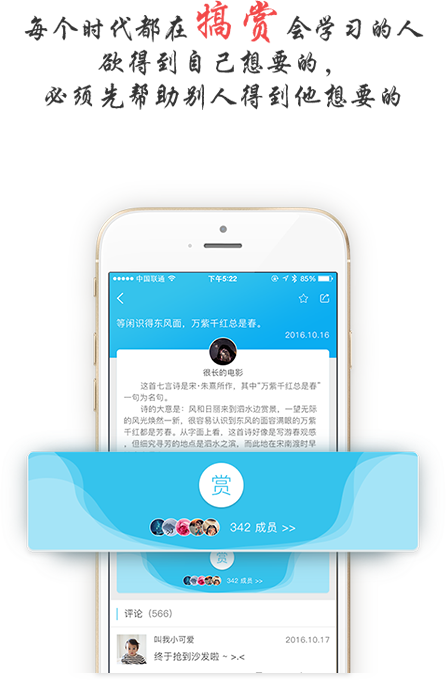 每个时代都在犒赏会学习的人
欲得到自己想要的，
必须先帮助别人得到他想要的
中国联通 下午5:22 85%
等闲识得东风面，万紫千红总是春。
2016.10.16
很长的电影
这首七言诗是宋·朱熹所作，其中“万紫千红总是春”
一句为名句。
诗的大意是：风和日丽来到泗水边赏景，一望无际
的风光焕然一新，很容易认识到东风的面容满眼的万紫
千红都是芳春。从字面上看，这首诗好像是写游春观感
，但细究寻芳的地点是泗水之滨，而此地在宋南渡时早
赏
342 成员 >>
赏
342 成员 >>
评论（566）
叫我小可爱 2016.10.17
终于抢到沙发啦 ~ >.<